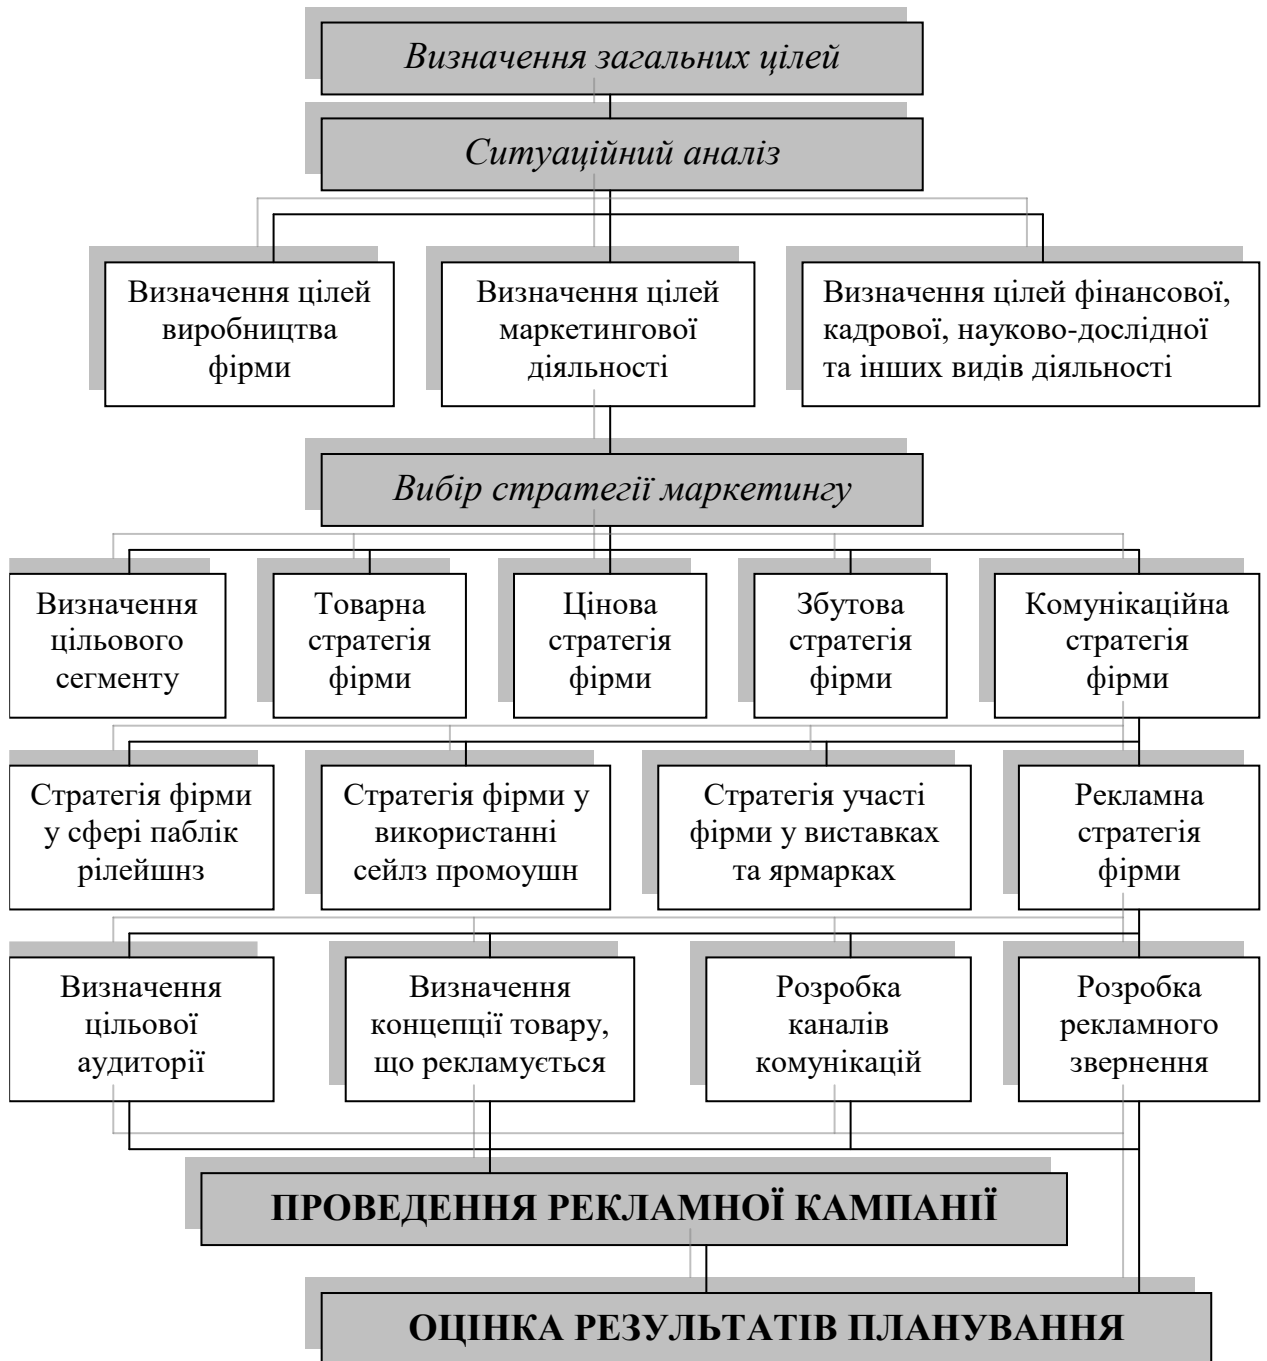 Визначення загальних цілей
Ситуаційний аналіз
Визначення цілей
виробництва
фірми
Визначення цілей
маркетингової
діяльності
Визначення цілей фінансової,
кадрової, науково-дослідної
та інших видів діяльності
Вибір стратегії маркетингу
Визначення
цільового
сегменту
Товарна
стратегія
фірми
Цінова
стратегія
фірми
Збутова
стратегія
фірми
Комунікаційна
стратегія
фірми
Стратегія фірми
у сфері паблік
рілейшнз
Стратегія фірми у
використанні
сейлз промоушн
Стратегія участі
фірми у виставках
та ярмарках
Рекламна
стратегія
фірми
Визначення
цільової
аудиторії
Визначення
концепції товару,
що рекламується
Розробка
каналів
комунікацій
Розробка
рекламного
звернення
ПРОВЕДЕННЯ РЕКЛАМНОЇ КАМПАНІЇ
ОЦІНКА РЕЗУЛЬТАТІВ ПЛАНУВАННЯ